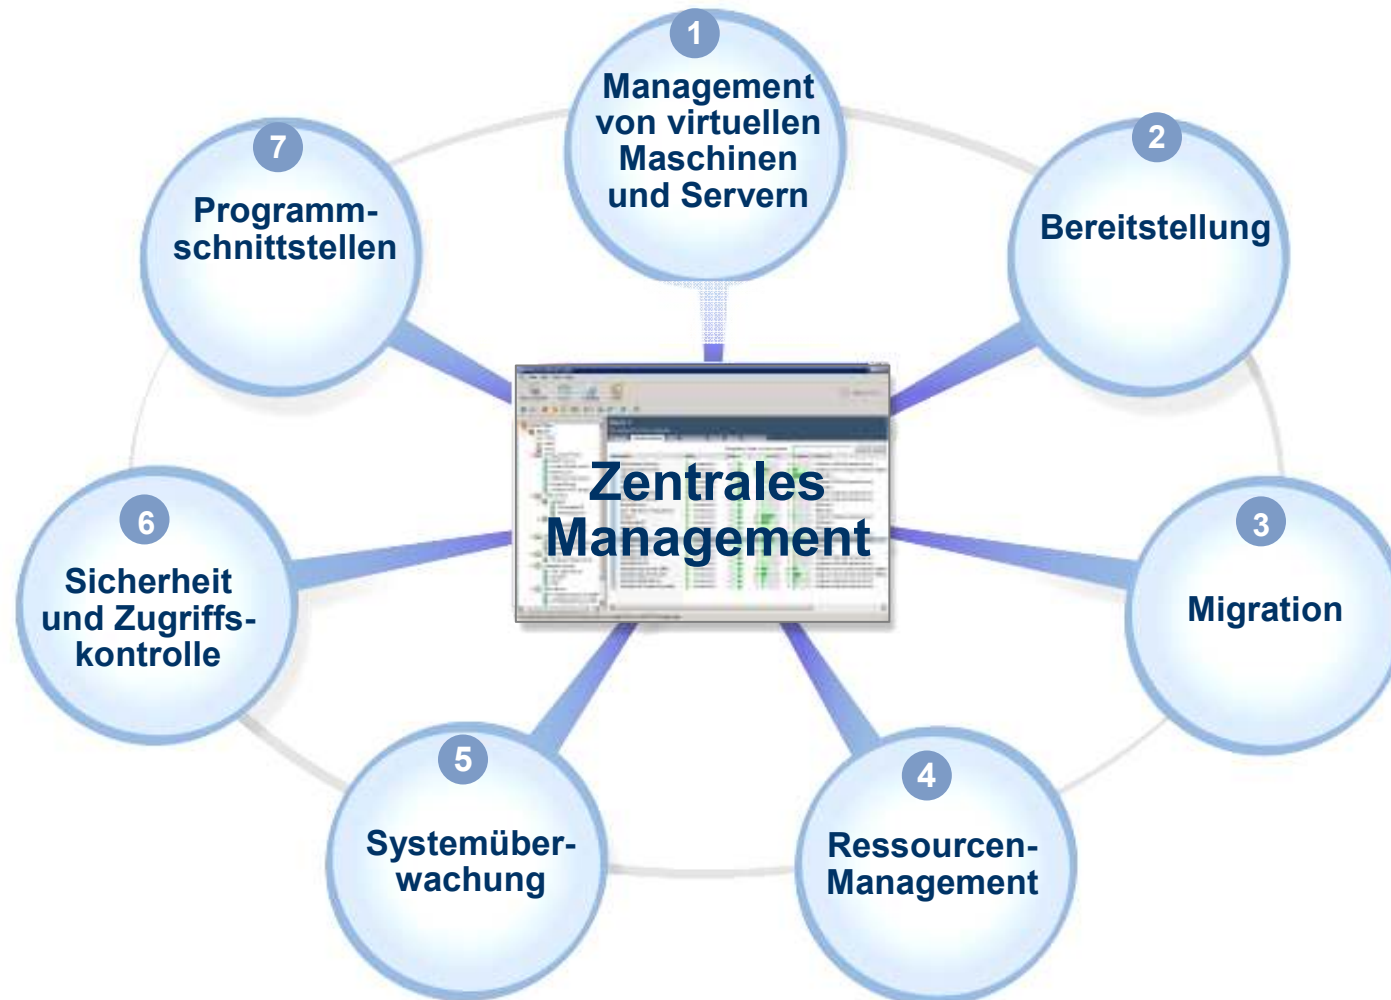 1
Management
von virtuellen
Maschinen
und Servern
2
Bereitstellung
3
Migration
4
Ressourcen-
Management
5
Systemüber-
wachung
6
Sicherheit
und Zugriffs-
kontrolle
7
Programm-
schnittstellen
Zentrales
Management